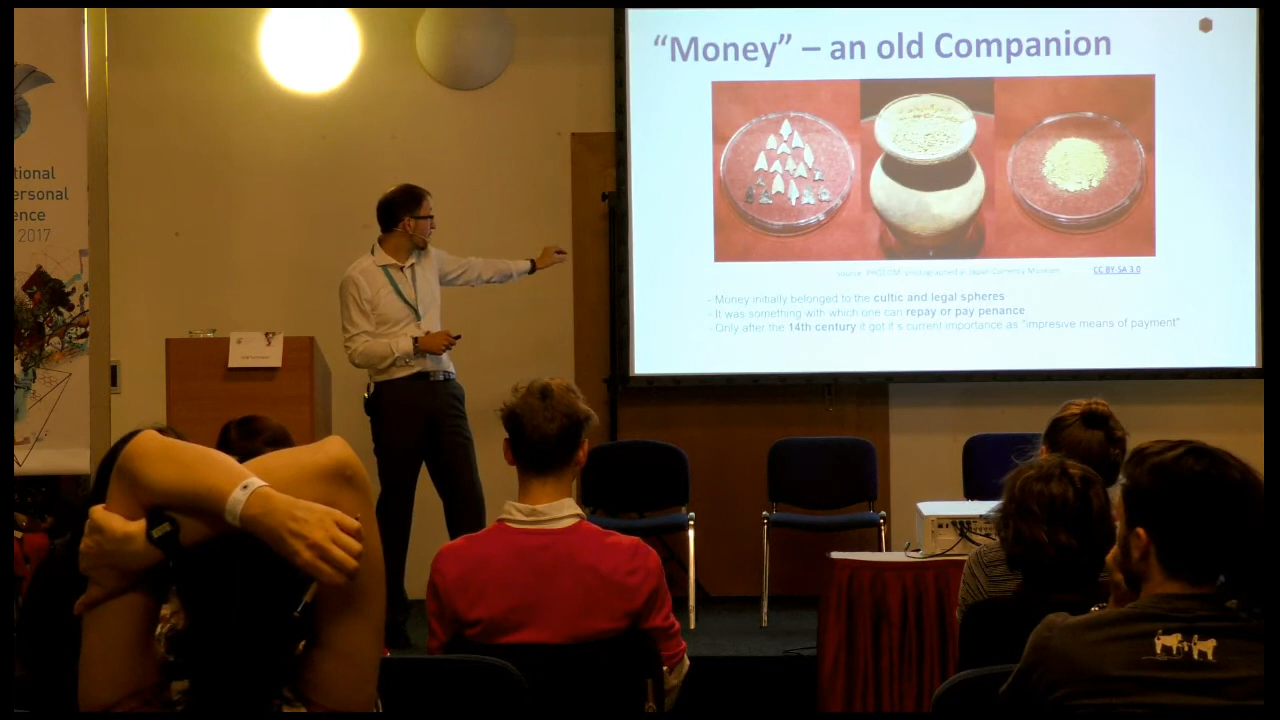 tional
ersonal
ence
2017
“Money” – an old Companion
CC BY-SA 3.0
- Money initially belonged to the cultic and legal spheres
- It was something with which one can repay or pay penance
- Only after the 14th century it got it´s current importance as "impresive means of payment"